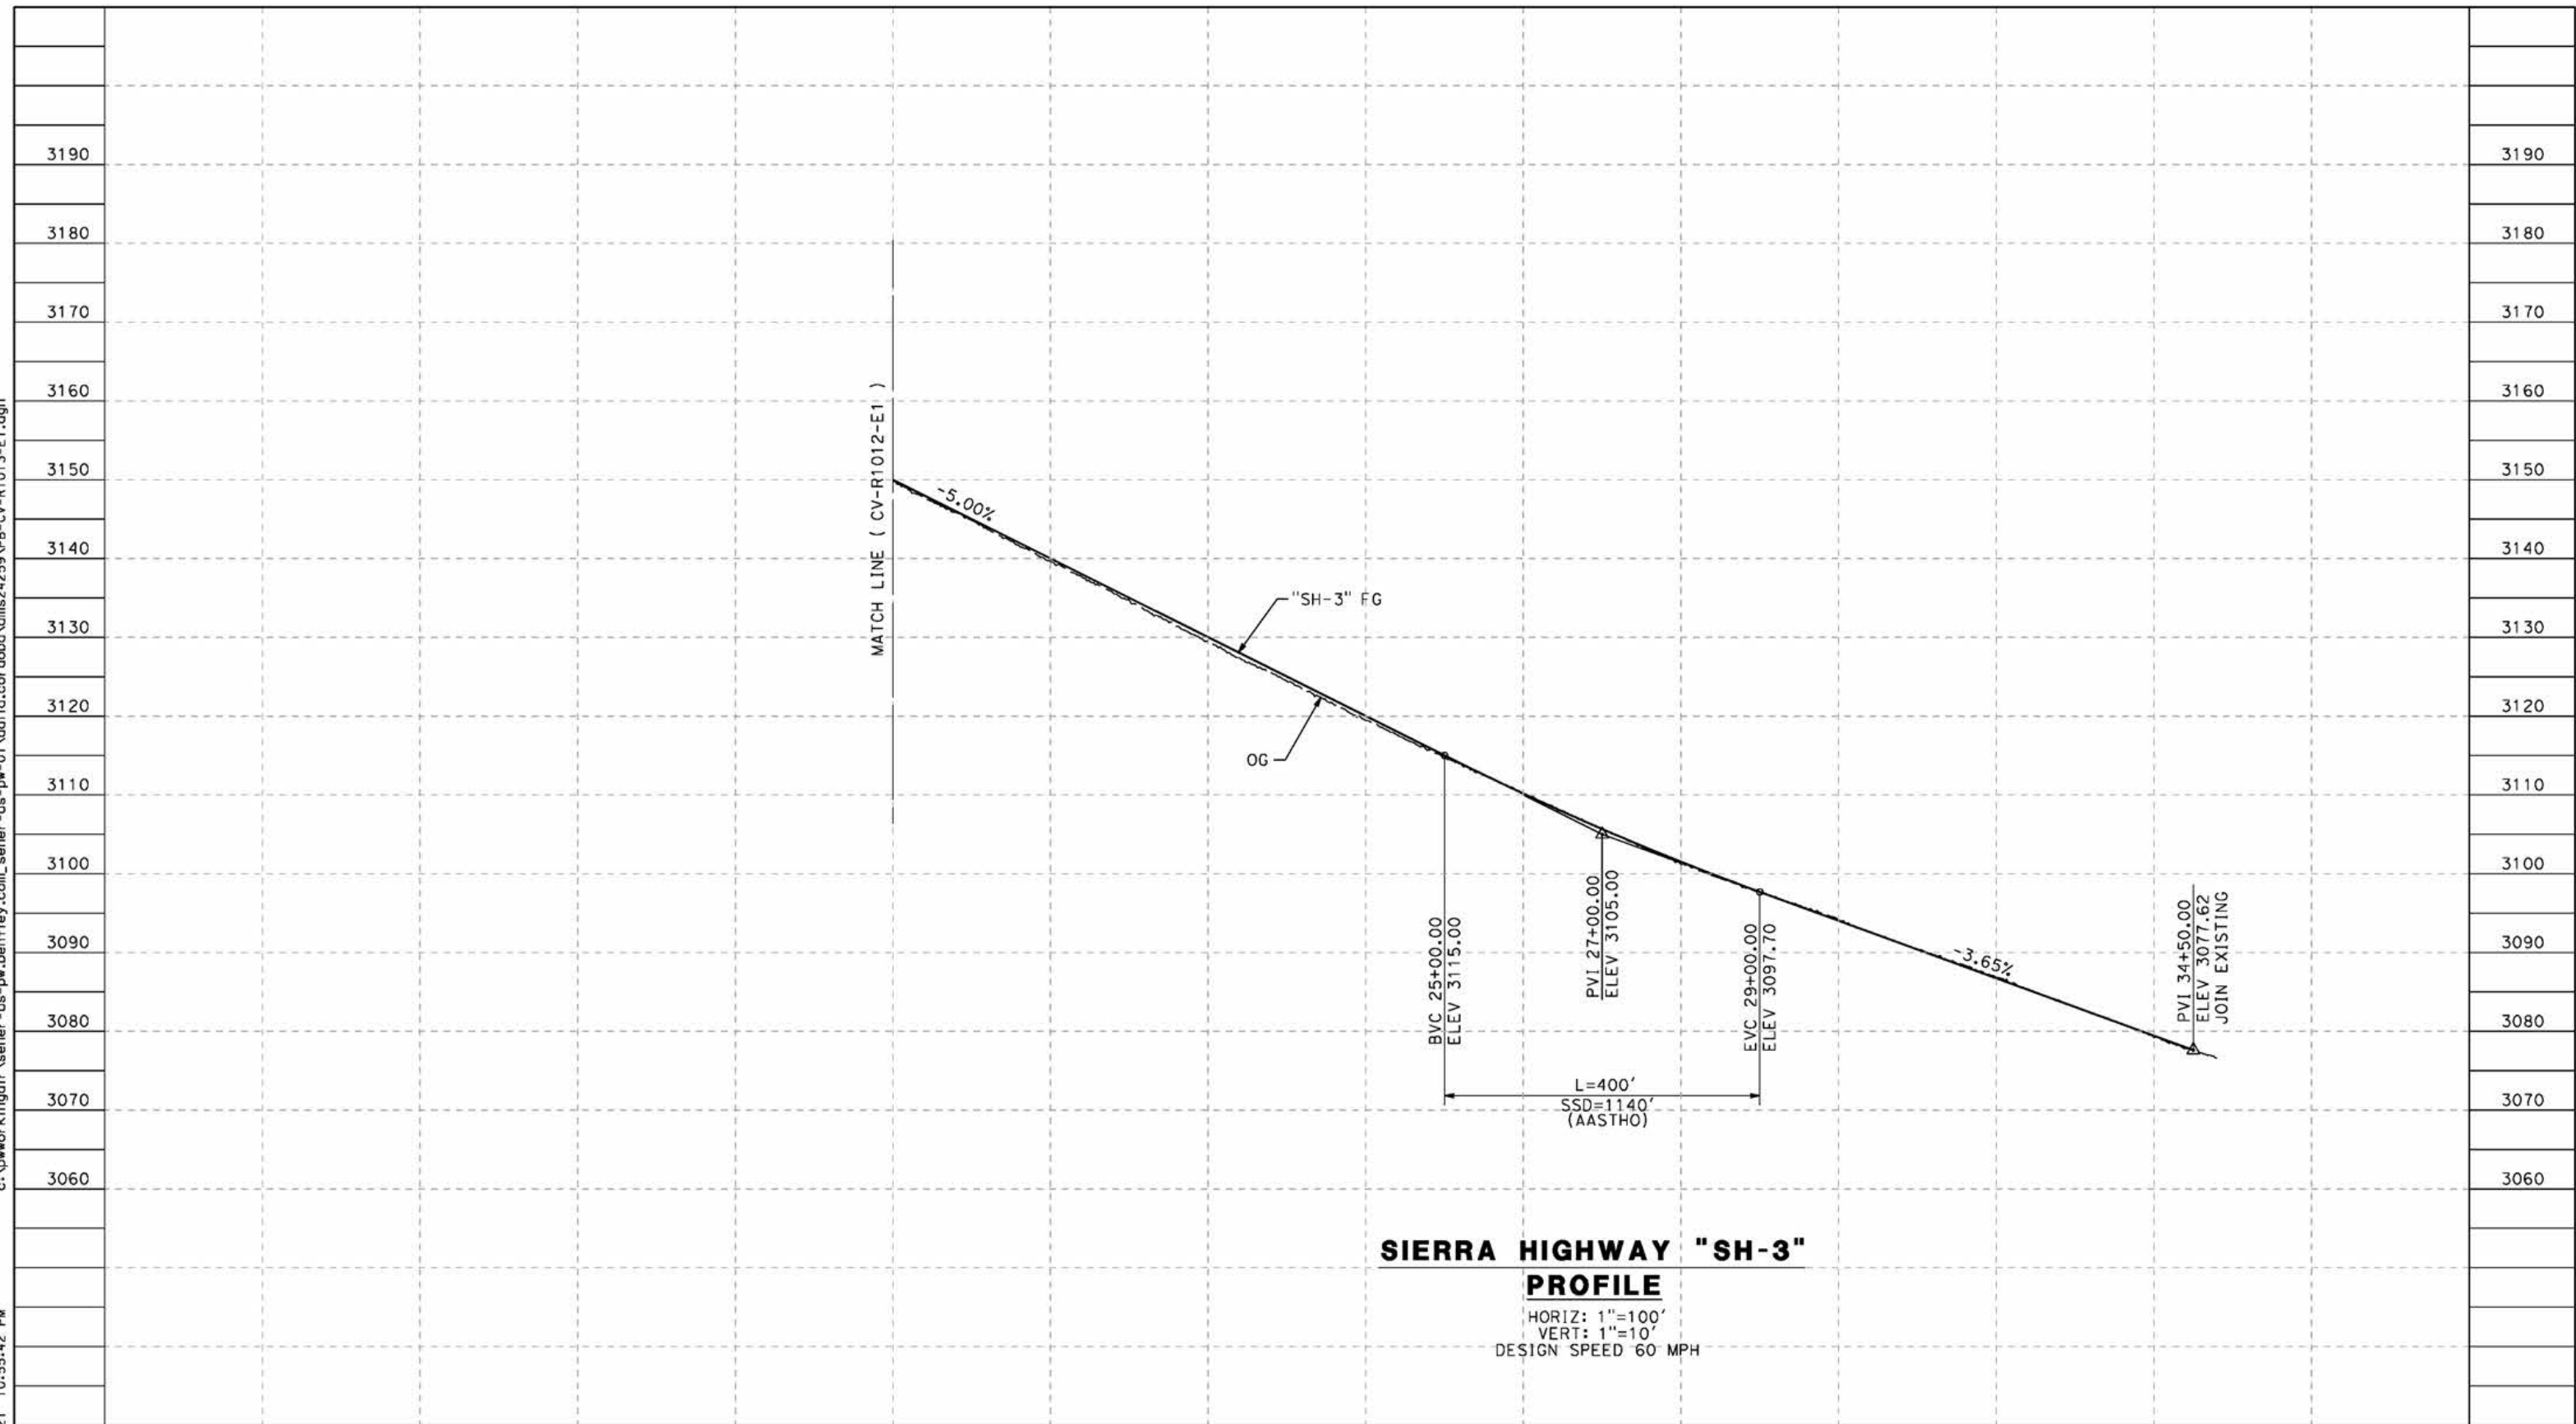 3190
3180
3170
3160
3150
3140
3130
3120
3110
3100
3090
3080
3070
3060
MATCH LINE ( CV-R1012-E1 )
-5.00%
"SH-3" FG
OG
BVC 25+00.00
ELEV 3115.00
PVI 27+00.00
ELEV 3105.00
EVC 29+00.00
ELEV 3097.70
-3.65%
PVI 34+50.00
ELEV 3077.62
JOIN EXISTING
L=400'
SSD=1140'
(AASTHO)
3190
3180
3170
3160
3150
3140
3130
3120
3110
3100
3090
3080
3070
3060
SIERRA HIGHWAY "SH-3"
PROFILE
HORIZ: 1"=100'
VERT: 1"=10'
DESIGN SPEED 60 MPH